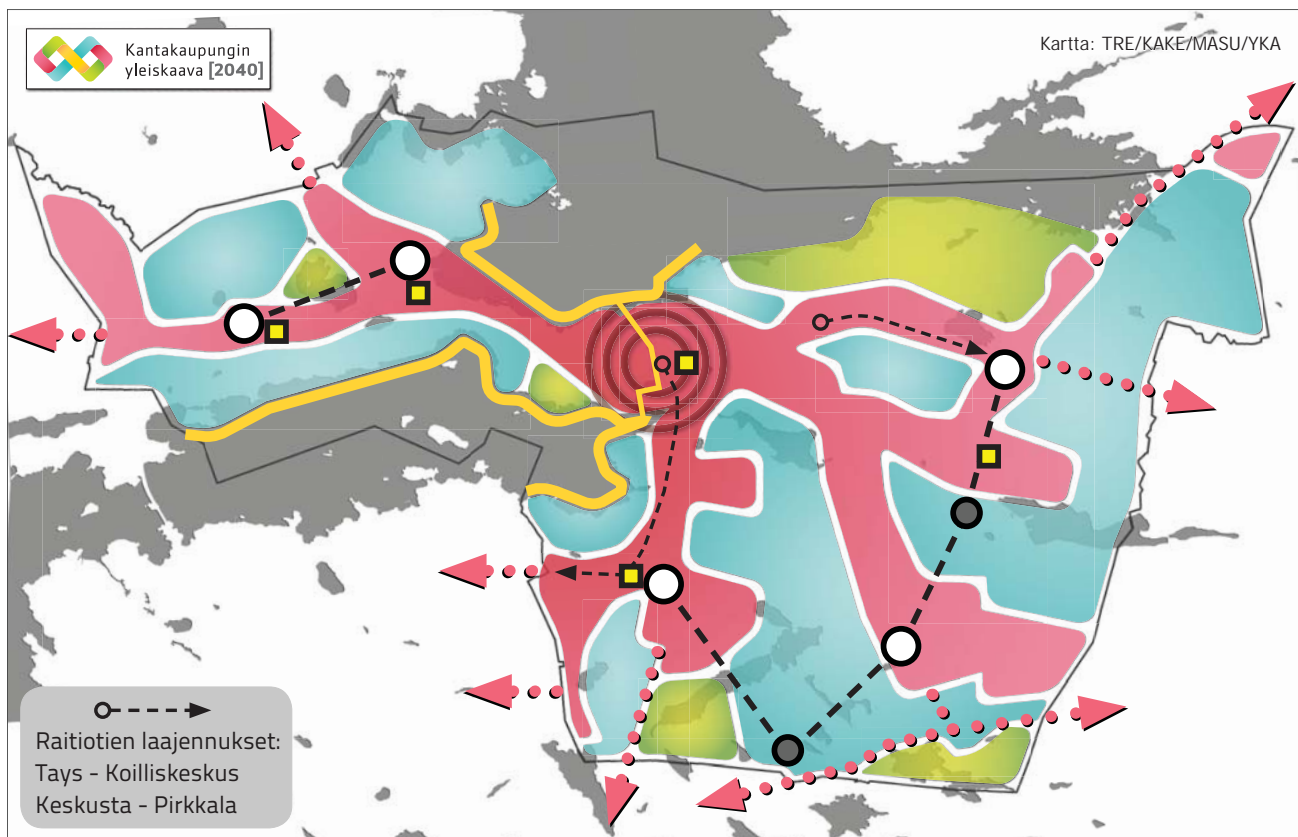 Kantakaupungin
yleiskaava [2040]
Kartta: TRE/KAKE/MASU/YKA
Raitiotien laajennukset:
Tays - Koilliskeskus
Keskusta - Pirkkala